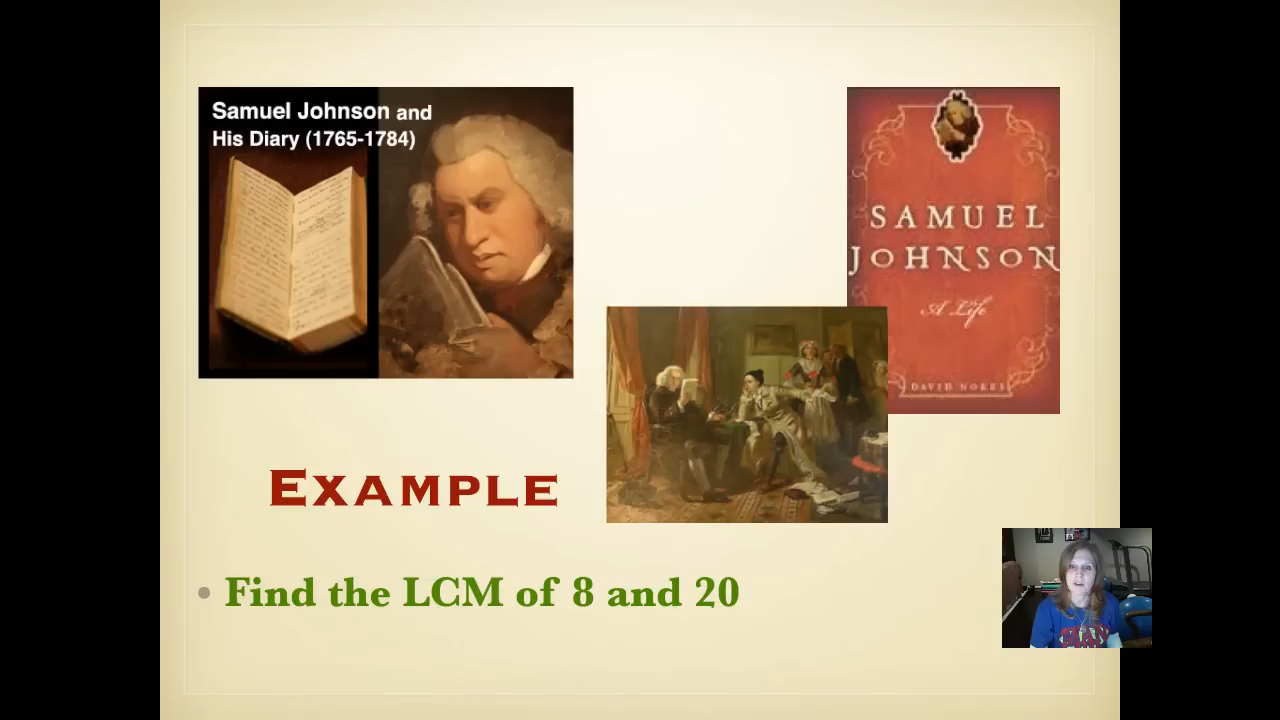 Samuel Johnson and
His Diary (1765-1784)
SAMUEL
JOHNSON
A Life
DAVID NOKES
EXAMPLE
• Find the LCM of 8 and 20